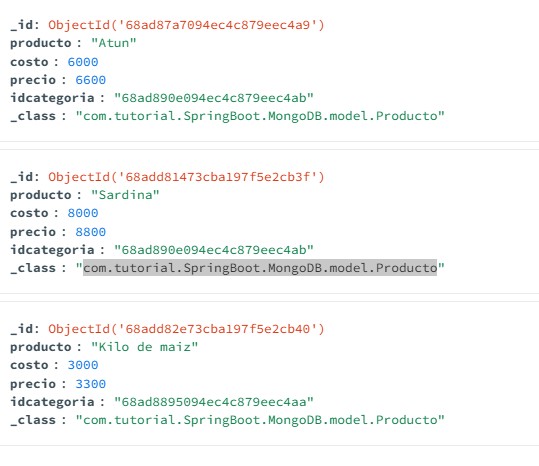 _id: ObjectId('68ad87a7094ec4c879eec4a9')
producto : "Atun"
costo : 6000
precio : 6600
idcategoria : "68ad890e094ec4c879eec4ab"
_class : "com.tutorial.SpringBoot.MongoDB.model.Producto"
_id: ObjectId('68add81473cba197f5e2cb3f')
producto : "Sardina"
costo : 8000
precio : 8800
idcategoria : "68ad890e094ec4c879eec4ab"
_class : "com.tutorial.SpringBoot.MongoDB.model.Producto"
_id: ObjectId('68add82e73cba197f5e2cb40')
producto : "Kilo de maiz"
costo : 3000
precio : 3300
idcategoria : "68ad8895094ec4c879eec4aa"
_class : "com.tutorial.SpringBoot.MongoDB.model.Producto"